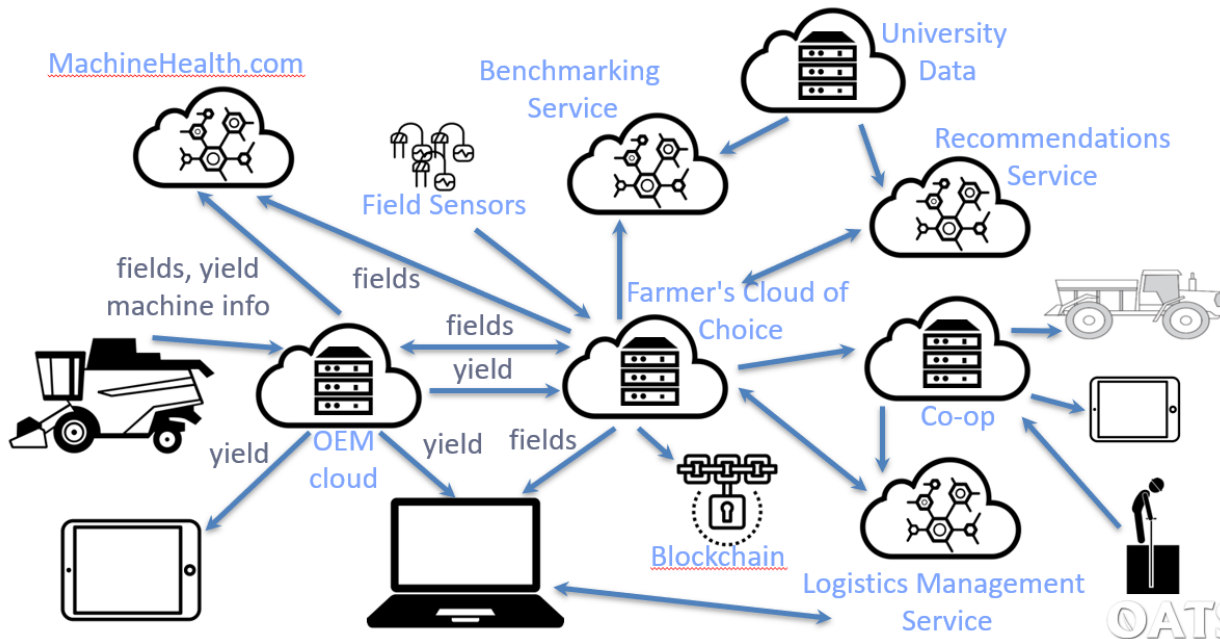 MachineHealth.com
Benchmarking
Service
University
Data
Recommendations
Service
Field Sensors
fields, yield
machine info
fields
Farmer's Cloud of
Choice
fields
yield
Co-op
yield
OEM
cloud
yield
fields
Blockchain
Logistics Management
Service
OATS